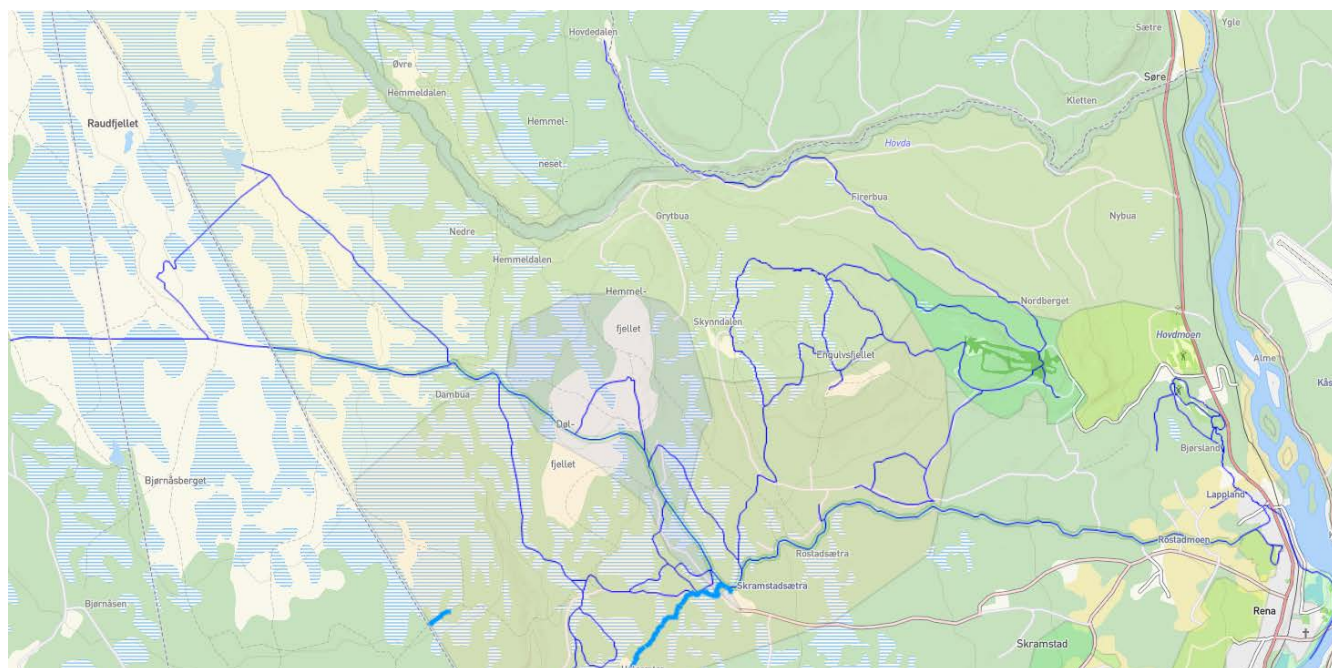 Ygle
Sætre
Hovdedalen
Øvre
Søre
Hemmeldalen
Kletten
Raudfjellet
Hemmel-
Hovda
neset
Firerbua
Grytbua
Nybua
Nedre
Hemmeldalen
Hemmel-
Nordberget
Skynndalen
fjellet
Hovdmoen
Engulvsfjellet
Alme
Kås
Dambua
Døl-
Bjørsland
fjellet
Bjørnåsberget
Lappland
Rostadmoen
Rostadsætra
Skramstadsætra
Bjørnåsen
Rena
Skramstad